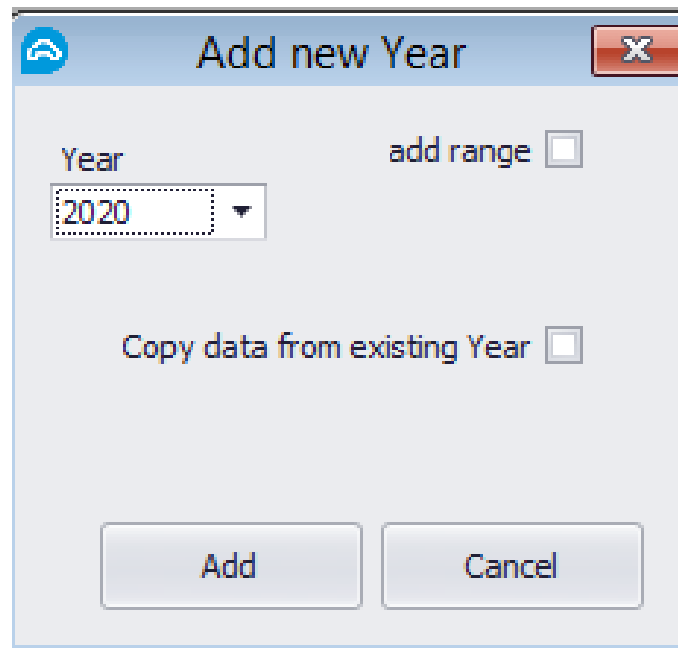 Add new Year
Year
add range
2020
Copy data from existing Year
Add
Cancel